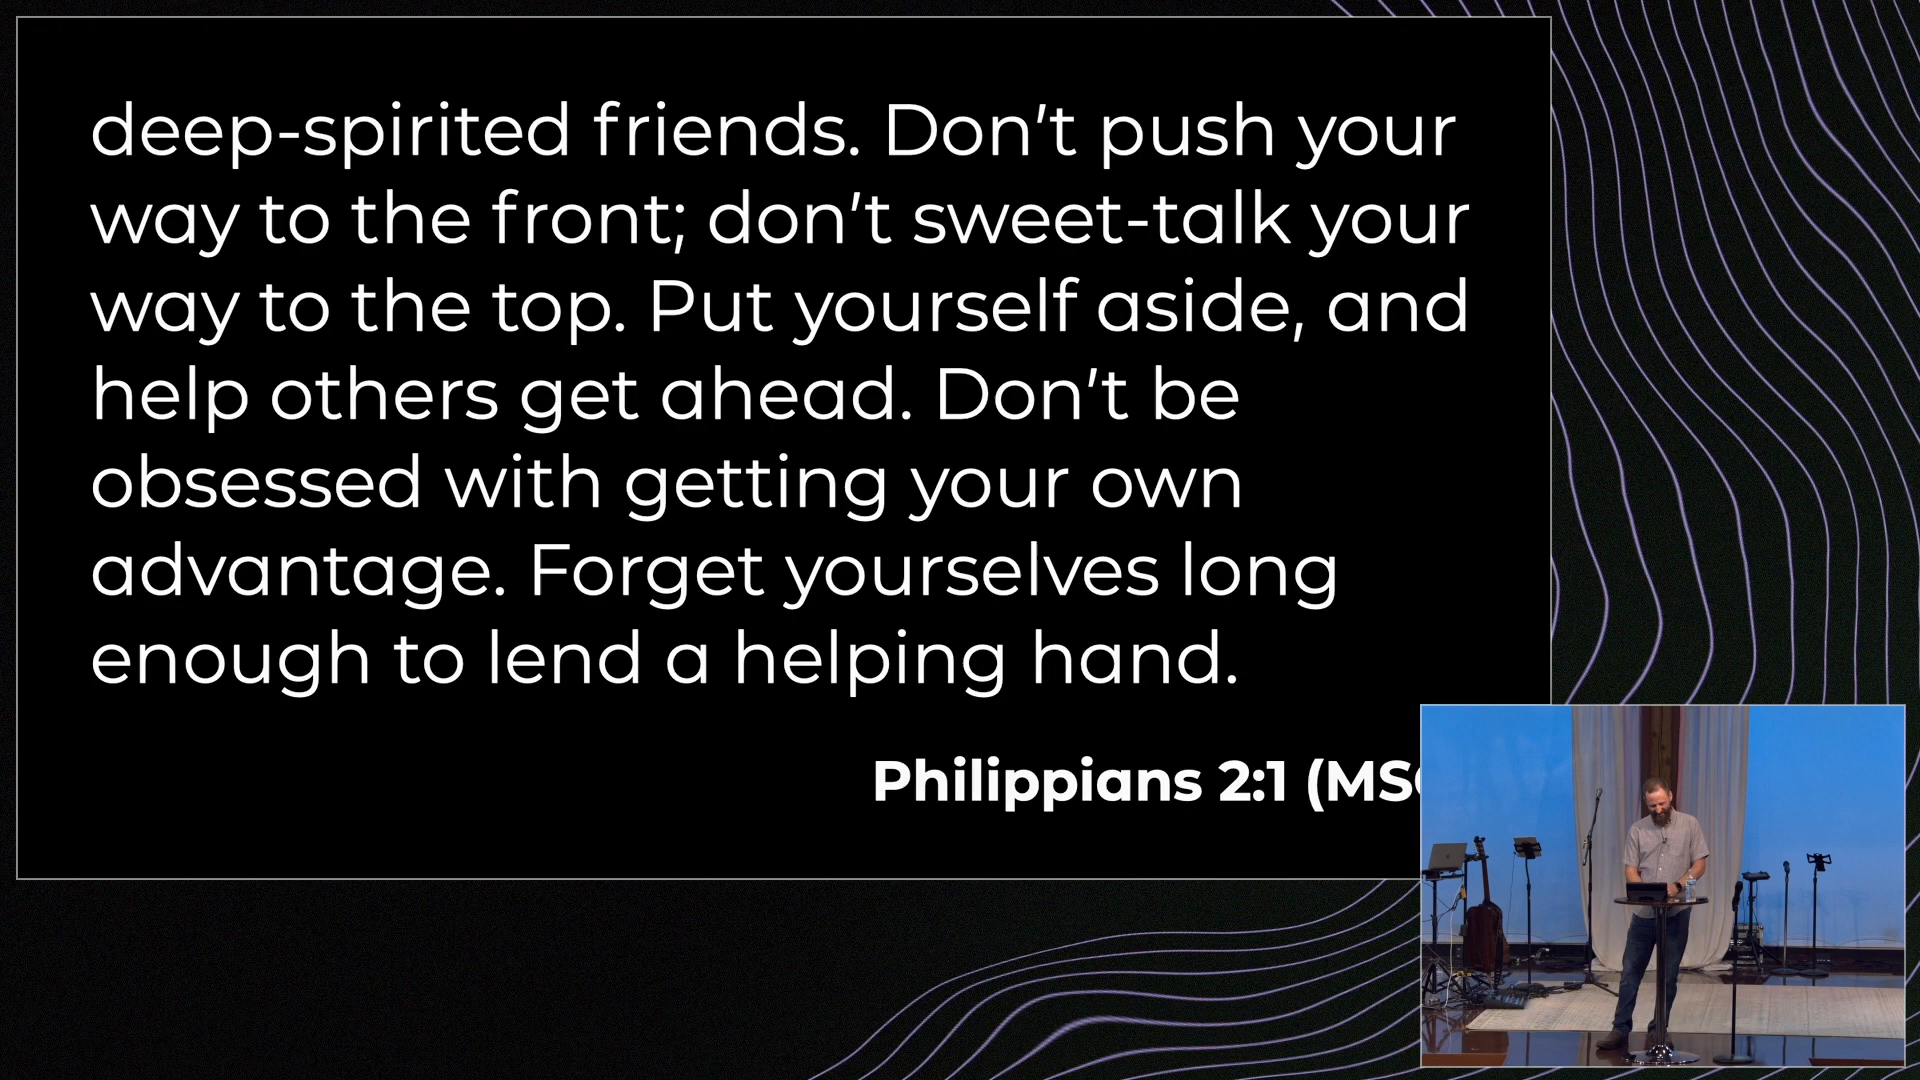 deep-spirited friends. Don’t push your
way to the front; don’t sweet-talk your
way to the top. Put yourself aside, and
help others get ahead. Don’t be
obsessed with getting your own
advantage. Forget yourselves long
enough to lend a helping hand.
Philippians 2:1 (MS